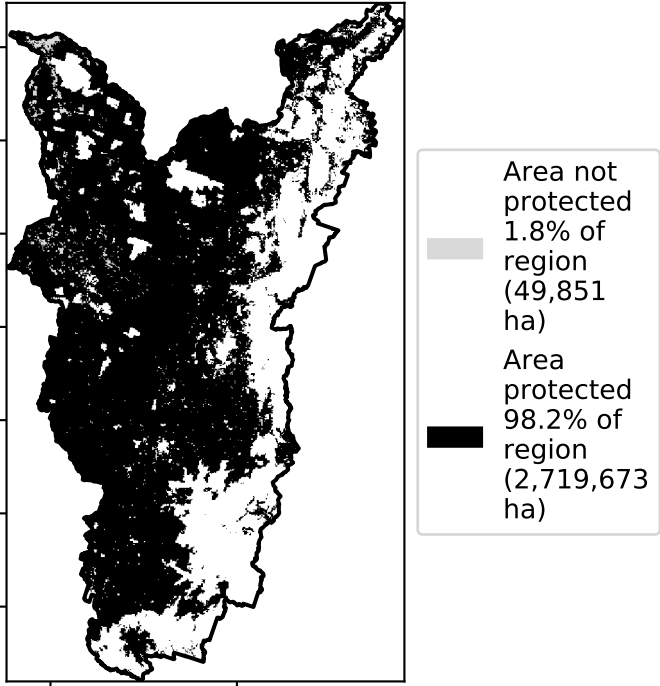 Area not
protected
1.8% of
region
(49,851
ha)
Area
protected
98.2% of
region
(2,719,673
ha)